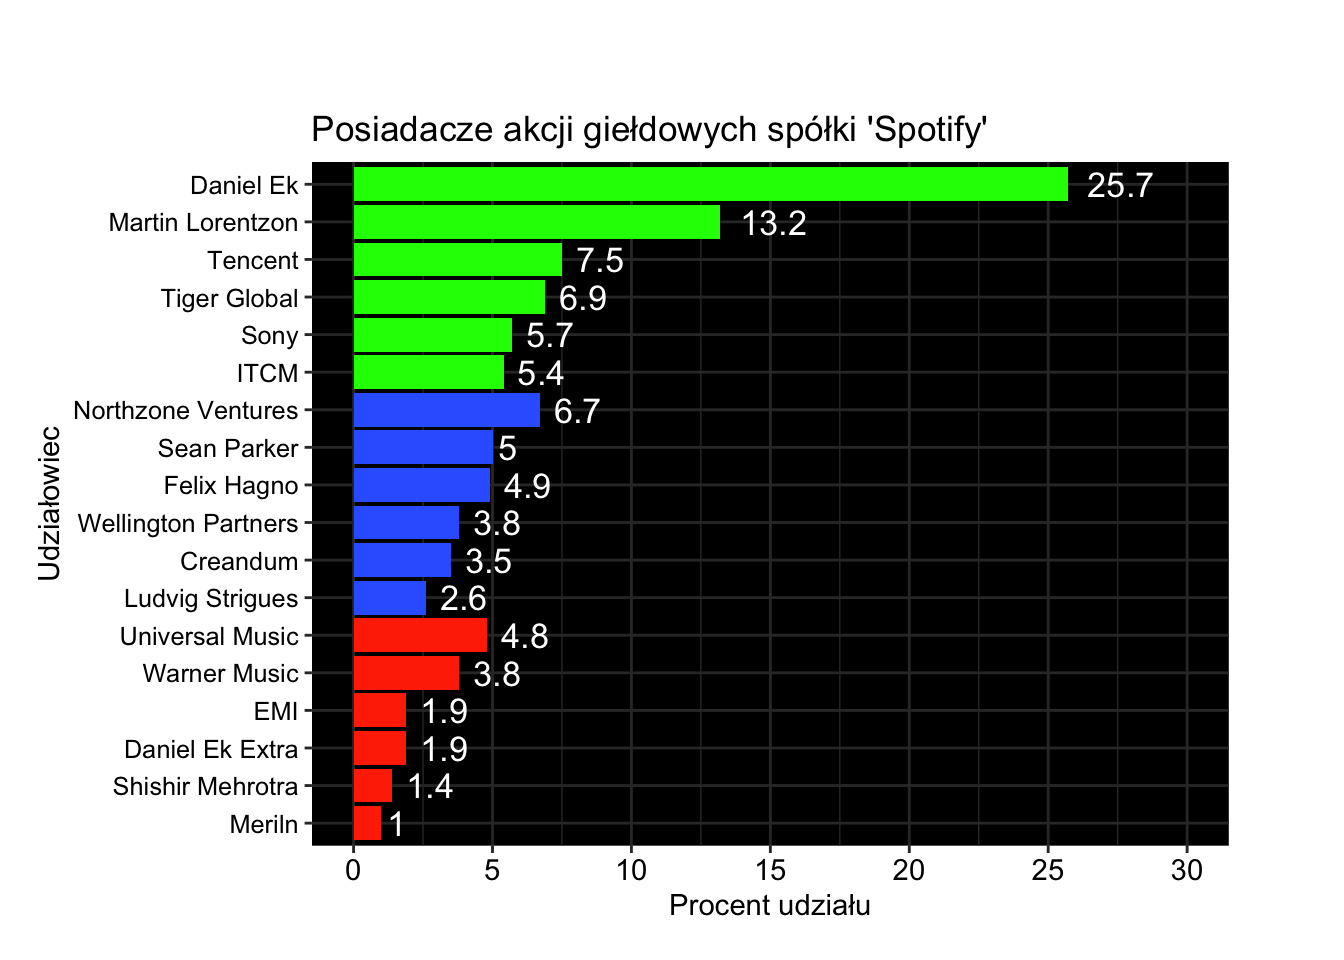 Posiadacze akcji giełdowych spółki 'Spotify'
Udziałowiec
Daniel Ek 25.7
Martin Lorentzon 13.2
Tencent 7.5
Tiger Global 6.9
Sony 5.7
ITCM 5.4
Northzone Ventures 6.7
Sean Parker 5
Felix Hagno 4.9
Wellington Partners 3.8
Creandum 3.5
Ludvig Strigues 2.6
Universal Music 4.8
Warner Music 3.8
EMI 1.9
Daniel Ek Extra 1.9
Shishir Mehrotra 1.4
Meriln 1
0 5 10 15 20 25 30
Procent udziału